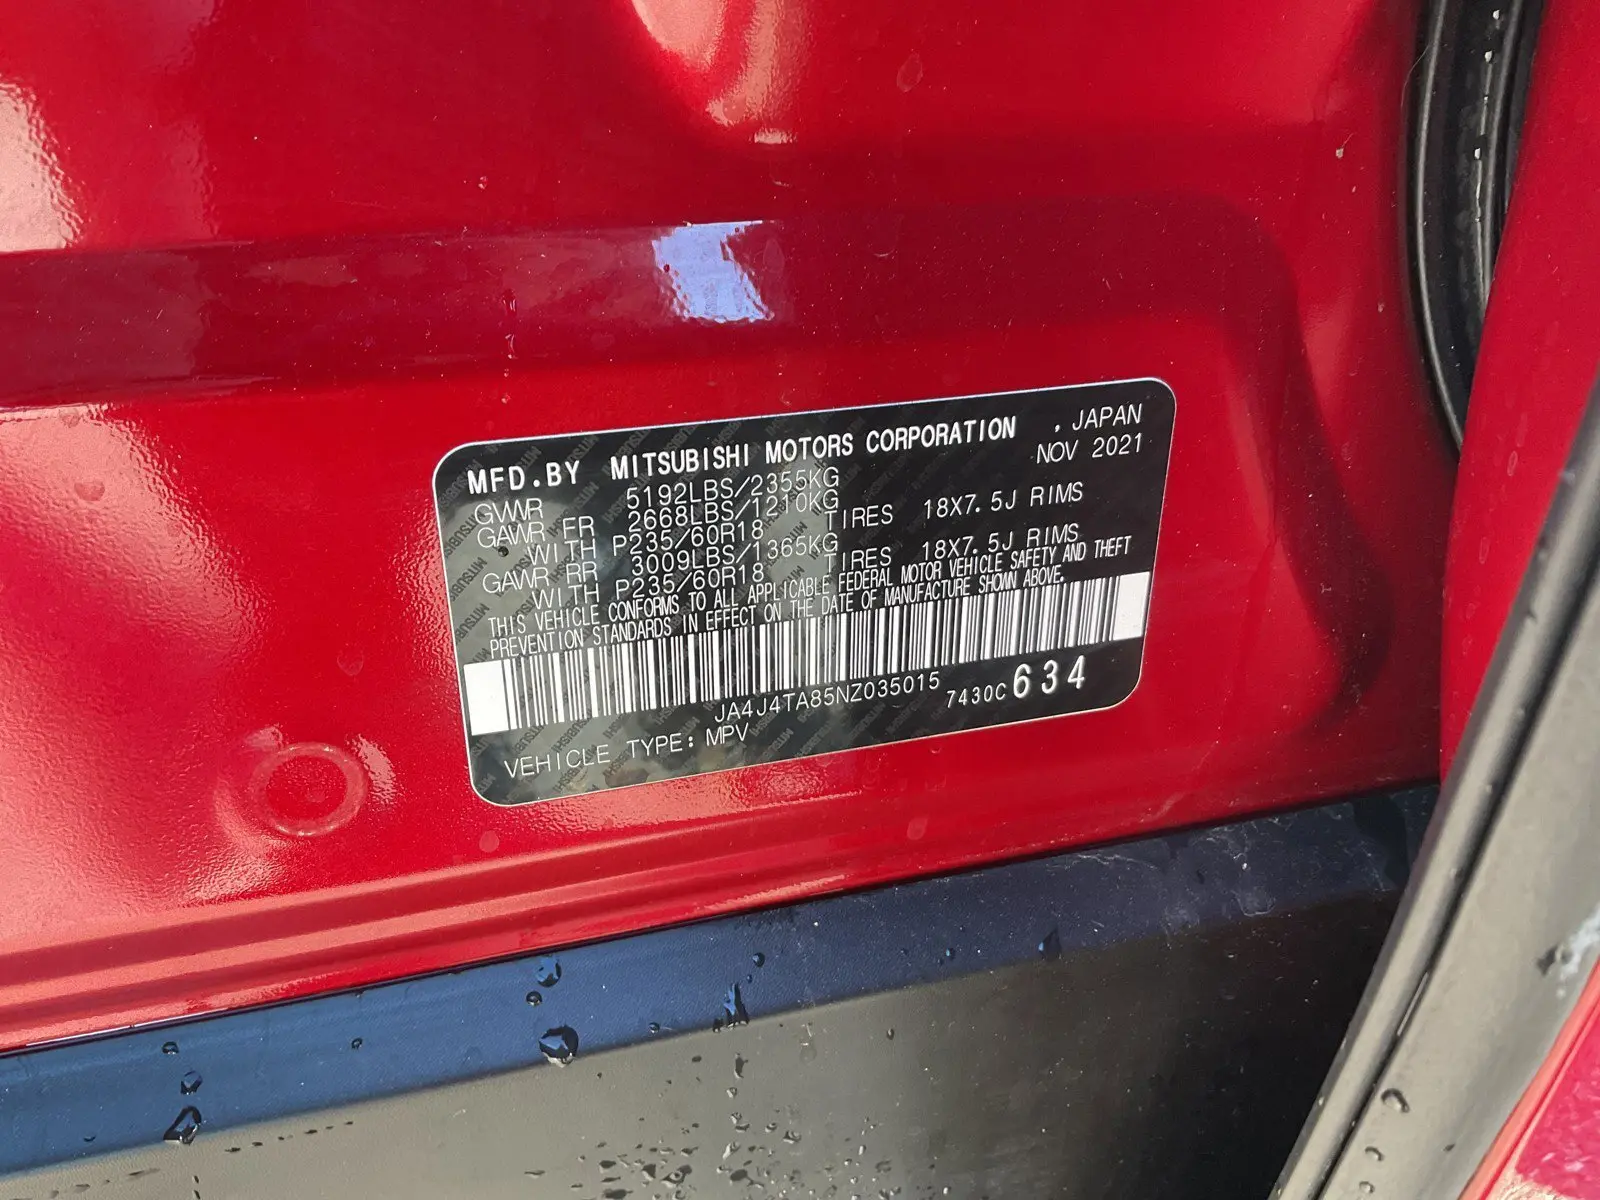 MFD.BY MITSUBISHI MOTORS CORPORATION , JAPAN
NOV 2021
GVWR 5192LBS/2355KG
GAWR FR 2668LBS/1210KG
WITH P235/60R18 TIRES 18X7.5J RIMS
GAWR RR 3009LBS/1365KG
WITH P235/60R18 TIRES 18X7.5J RIMS
THIS VEHICLE CONFORMS TO ALL APPLICABLE FEDERAL MOTOR VEHICLE SAFETY AND THEFT
PREVENTION STANDARDS IN EFFECT ON THE DATE OF MANUFACTURE SHOWN ABOVE.
JA4J4TA85NZ035015 7430C634
VEHICLE TYPE: MPV